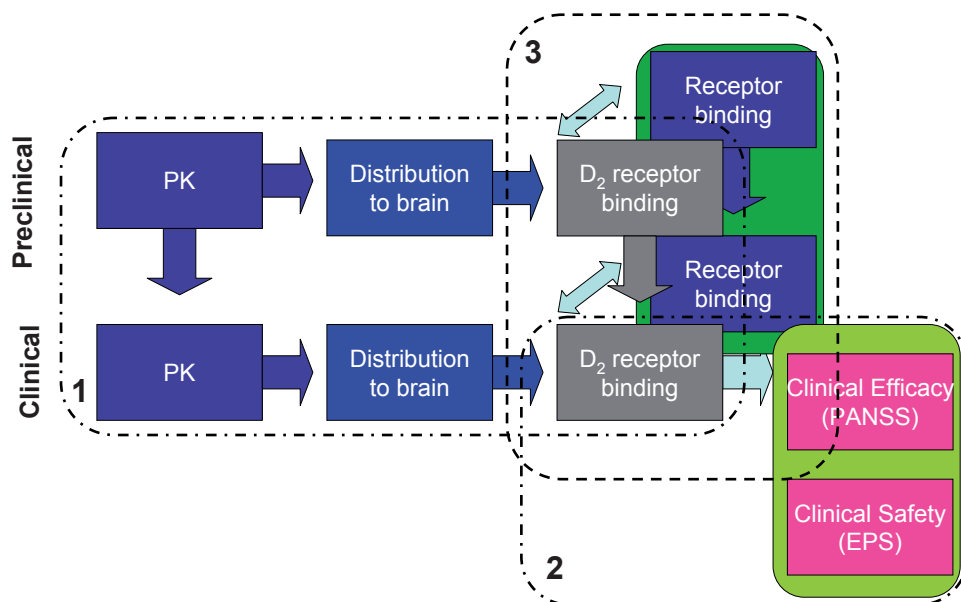 3
Receptor
binding
Preclinical
PK
Distribution
to brain
D₂ receptor
binding
Receptor
binding
Clinical
1
PK
Distribution
to brain
D₂ receptor
binding
Clinical Efficacy
(PANSS)
Clinical Safety
(EPS)
2